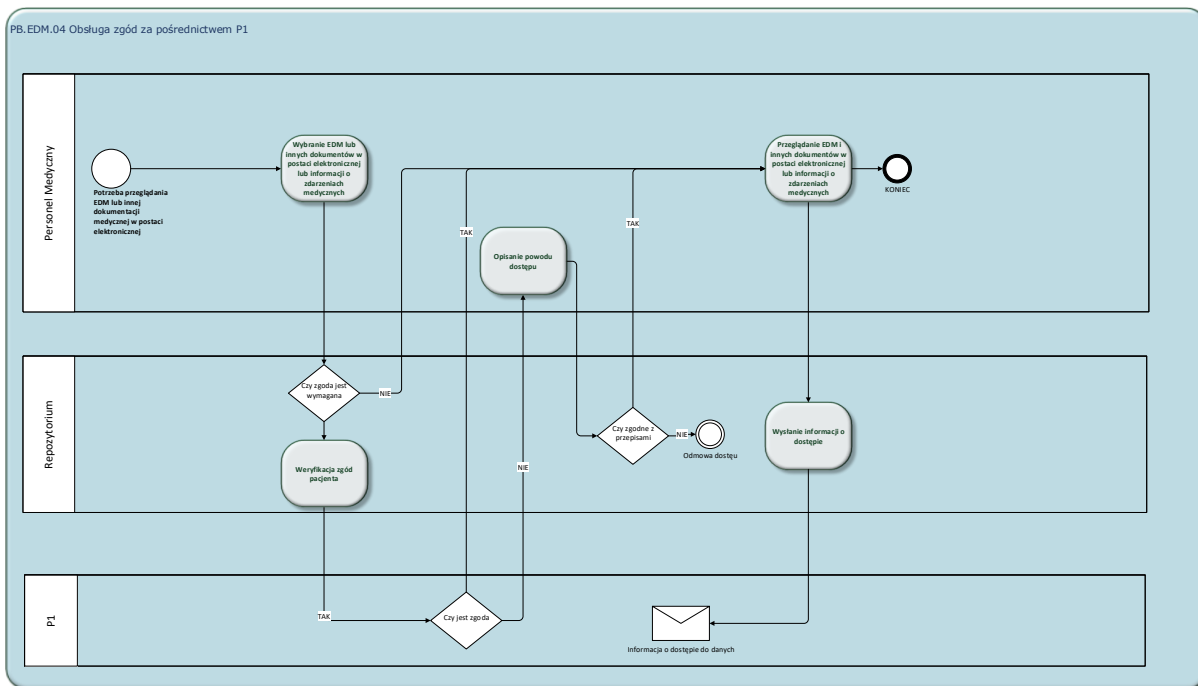 PB.EDM.04 Obsługa zgód za pośrednictwem P1
Personel Medyczny
Potrzeba przeglądania
EDM lub innej
dokumentacji
medycznej w postaci
elektronicznej
Wybranie EDM lub
innych dokumentów w
postaci elektronicznej
lub informacji o
zdarzeniach
medycznych
Przeglądanie EDM i
innych dokumentów w
postaci elektronicznej
lub informacji o
zdarzeniach
medycznych
KONIEC
TAK
TAK
Opisanie powodu
dostępu
Repozytorium
Czy zgoda jest
wymagana
NIE
Czy zgodne z
przepisami
NIE
Odmowa dostęu
Wysłanie informacji o
dostępie
Weryfikacja zgód
pacjenta
NIE
P1
TAK
Czy jest zgoda
Informacja o dostępie do danych